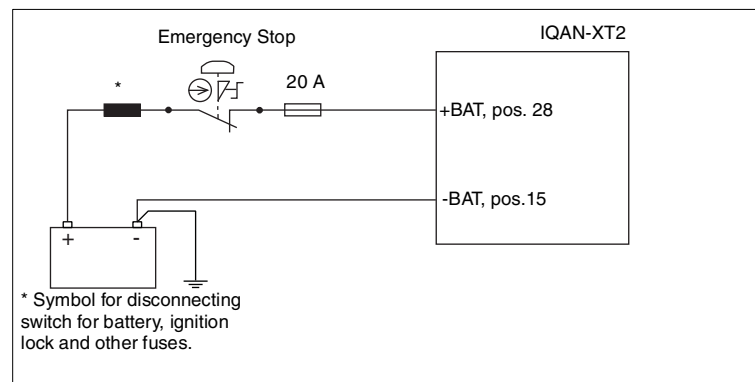 Emergency Stop
IQAN-XT2
*
20 A
+BAT, pos. 28
-BAT, pos.15
+ -
* Symbol for disconnecting
switch for battery, ignition
lock and other fuses.